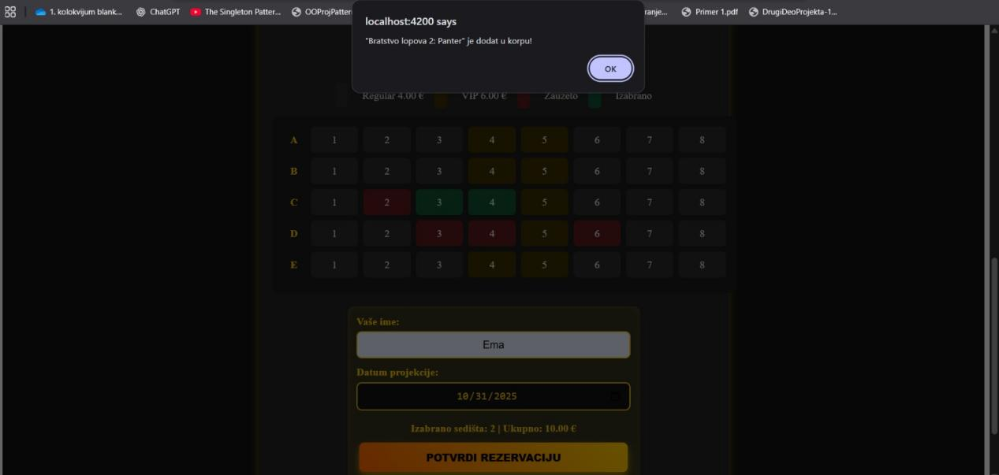 1. kolokvijum blank...
ChatGPT
The Singleton Patter...
OOProjPatter
ranje...
Primer 1.pdf
DrugiDeoProjekta-1...
localhost:4200 says
"Bratstvo lopova 2: Panter" je dodat u korpu!
OK
Regular 4.00 € VIP 6.00 € Zauzeto Izabrano
A 1 2 3 4 5 6 7 8
B 1 2 3 4 5 6 7 8
C 1 2 3 4 5 6 7 8
D 1 2 3 4 5 6 7 8
E 1 2 3 4 5 6 7 8
Vaše ime:
Ema
Datum projekcije:
10/31/2025
Izabrano sedišta: 2 | Ukupno: 10.00 €
POTVRDI REZERVACIJU